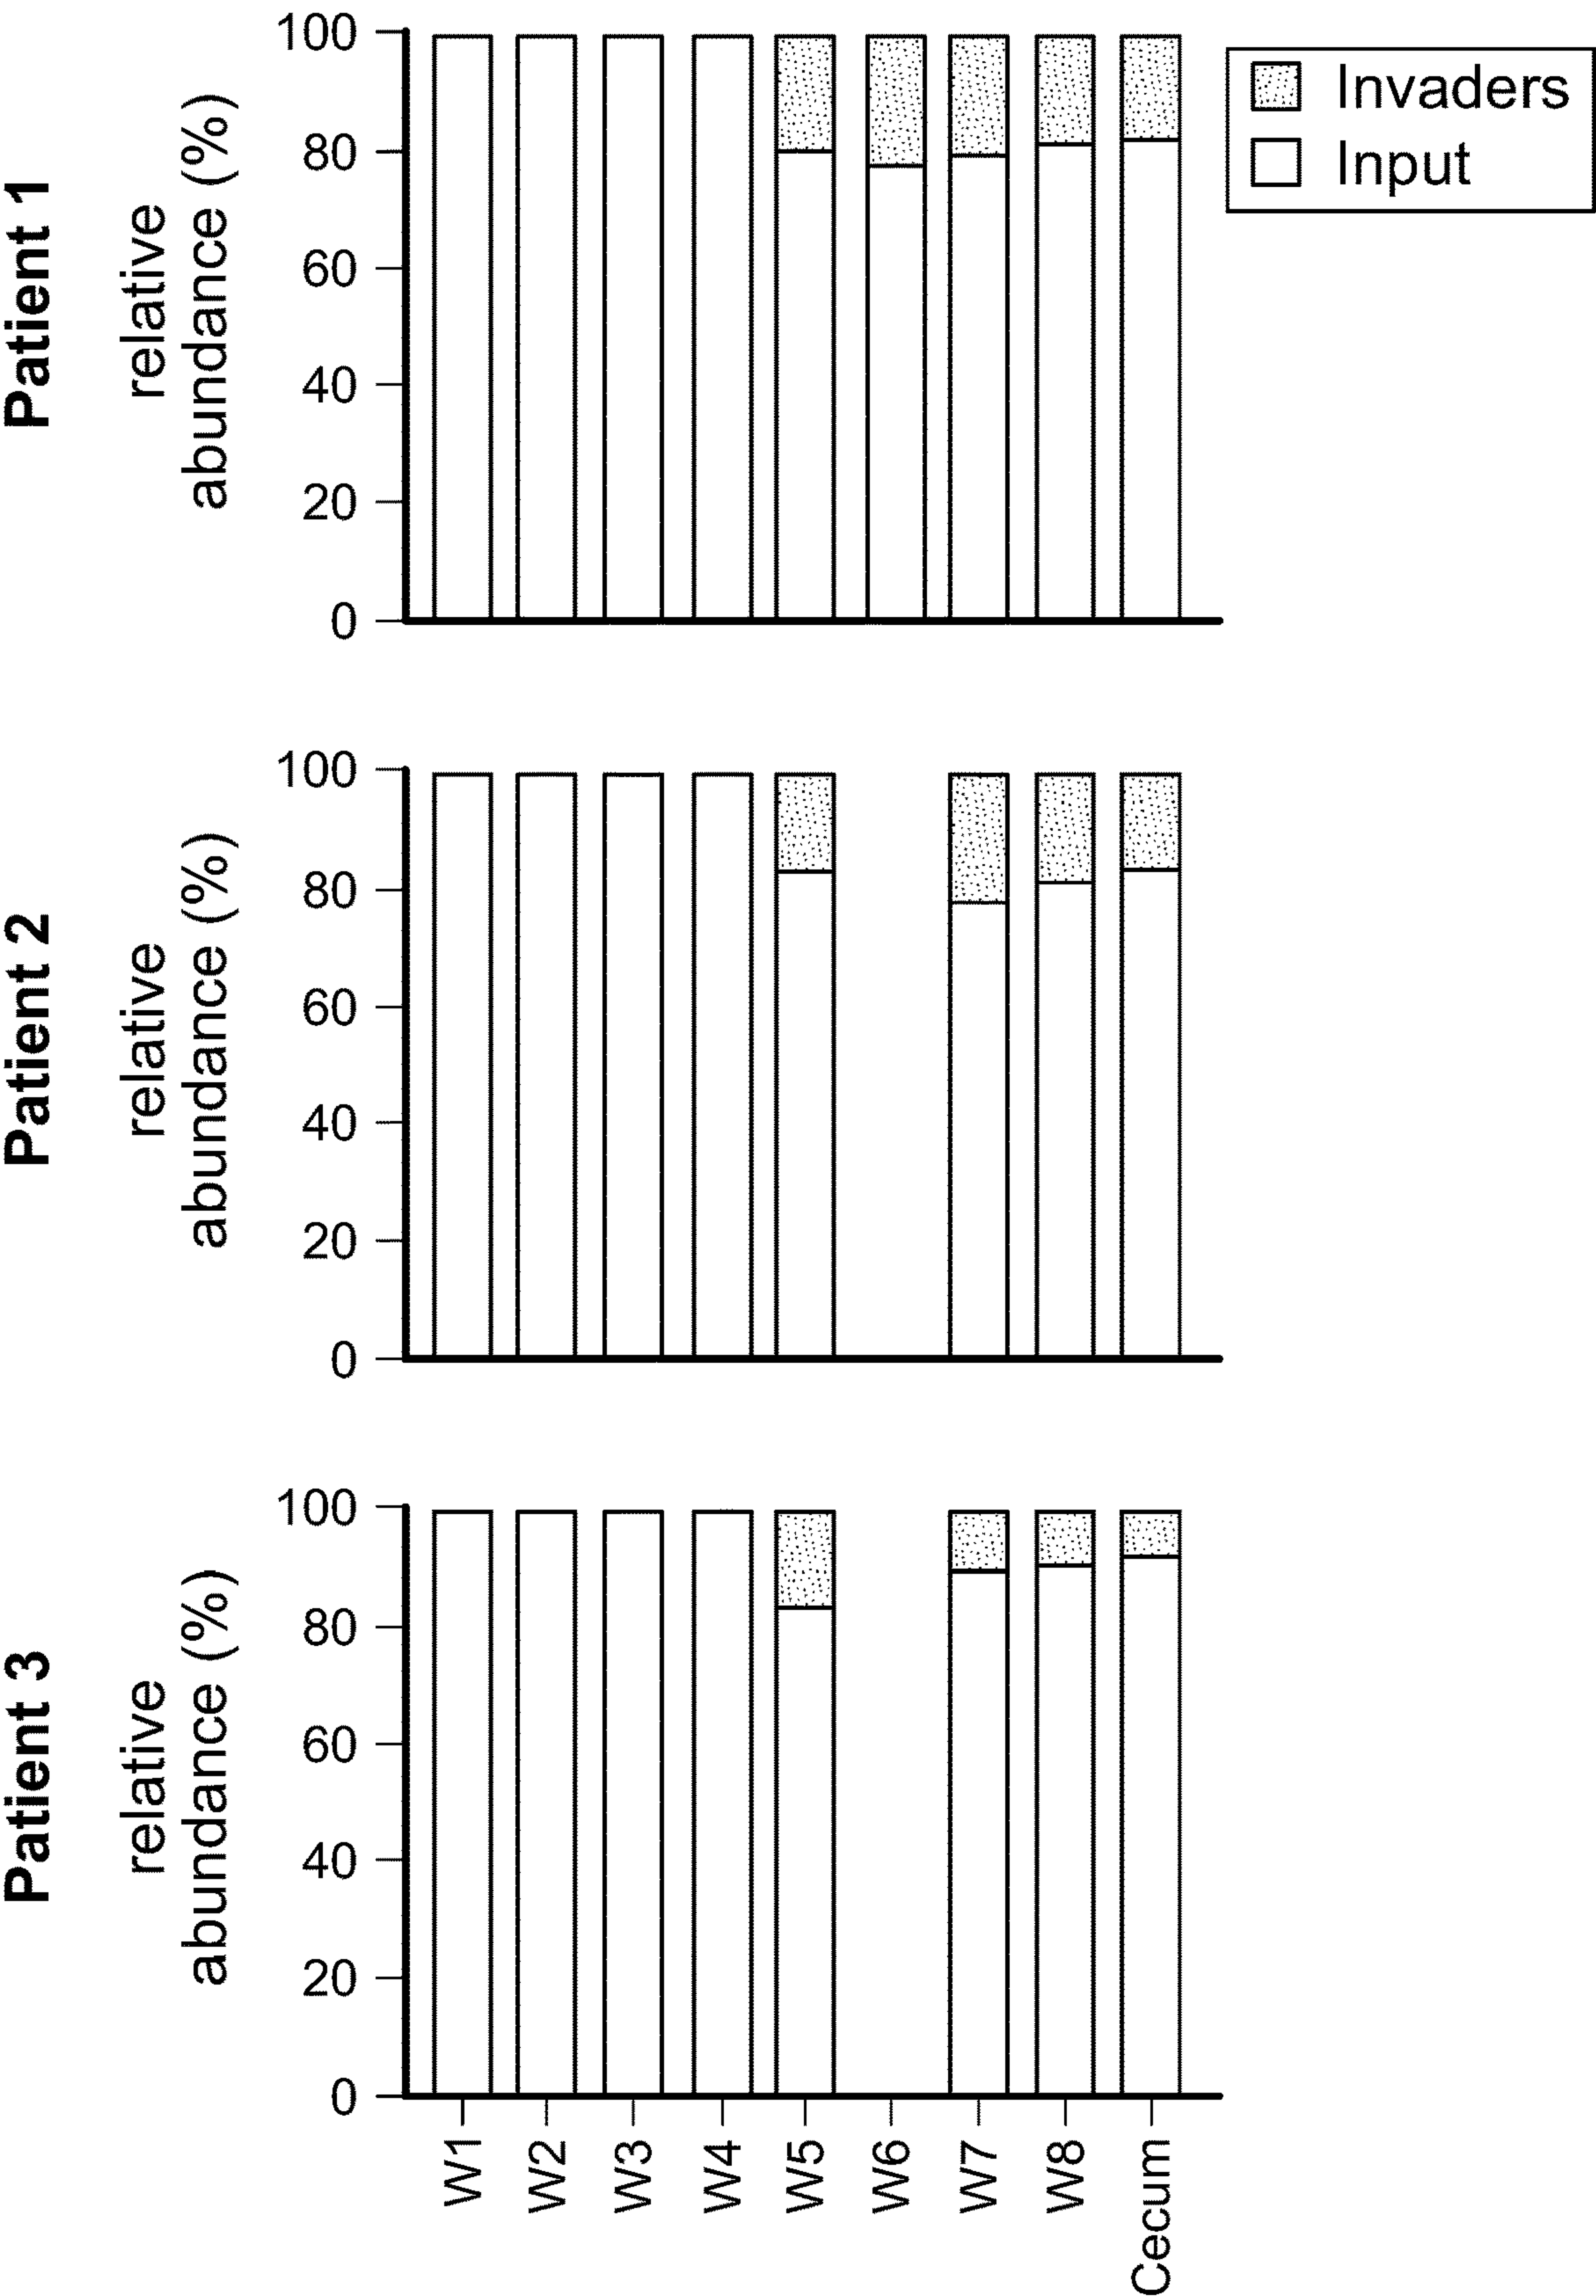 Patient 1
relative
abundance (%)
100
80
60
40
20
0
Invaders
Input
Patient 2
relative
abundance (%)
100
80
60
40
20
0
Patient 3
relative
abundance (%)
100
80
60
40
20
0
W1
W2
W3
W4
W5
W6
W7
W8
Cecum